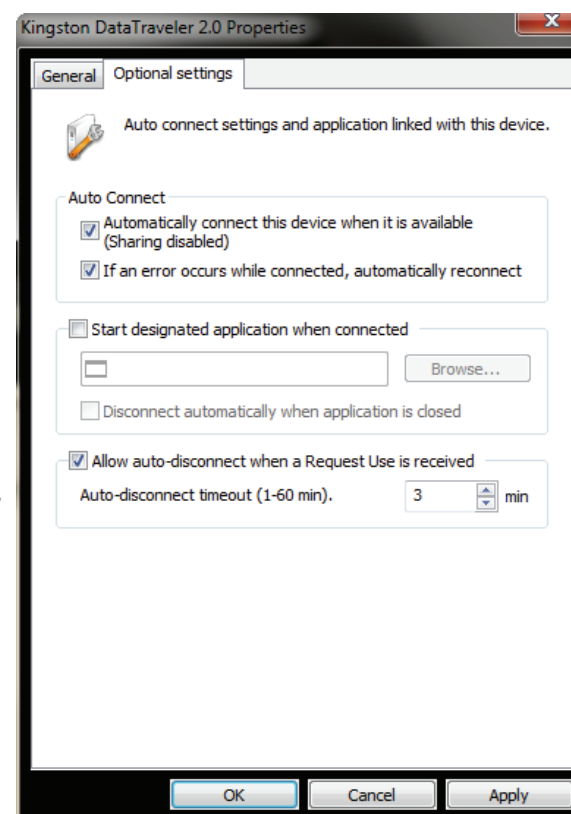 Kingston DataTraveler 2.0 Properties
General Optional settings
Auto connect settings and application linked with this device.
Auto Connect
Automatically connect this device when it is available
(Sharing disabled)
If an error occurs while connected, automatically reconnect
Start designated application when connected
Browse...
Disconnect automatically when application is closed
Allow auto-disconnect when a Request Use is received
Auto-disconnect timeout (1-60 min). 3 min
OK Cancel Apply